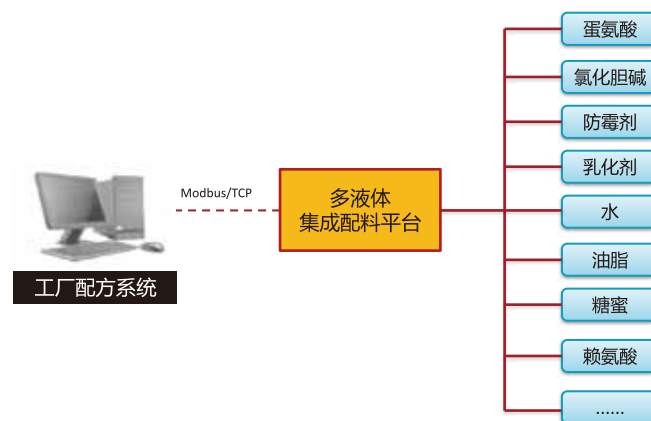 蛋氨酸
氯化胆碱
防霉剂
乳化剂
Modbus/TCP
多液体
集成配料平台
水
油脂
工厂配方系统
糖蜜
赖氨酸
……